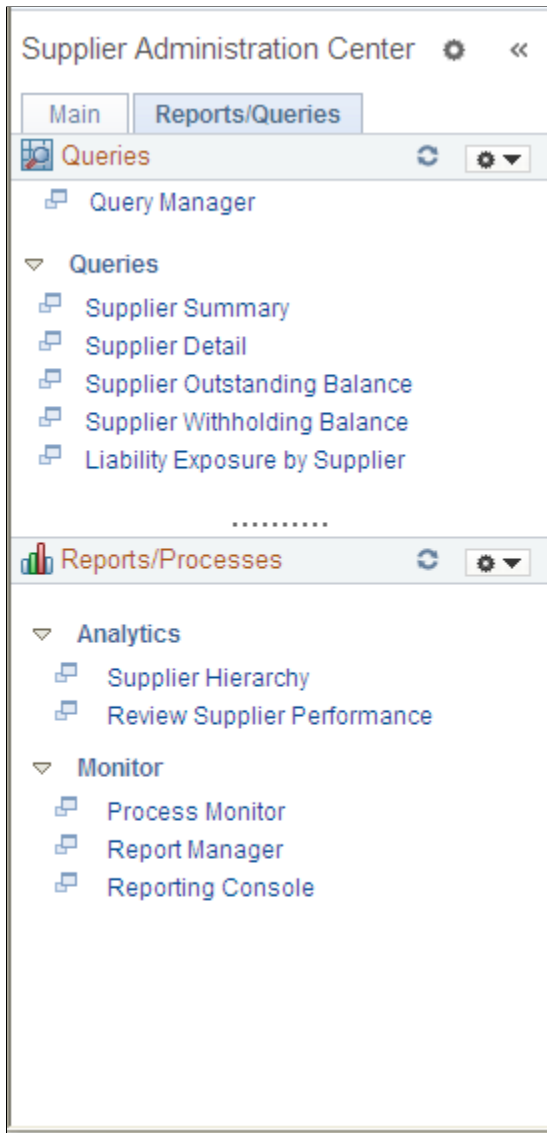 Supplier Administration Center
Main Reports/Queries
Queries
Query Manager
Queries
Supplier Summary
Supplier Detail
Supplier Outstanding Balance
Supplier Withholding Balance
Liability Exposure by Supplier
Reports/Processes
Analytics
Supplier Hierarchy
Review Supplier Performance
Monitor
Process Monitor
Report Manager
Reporting Console